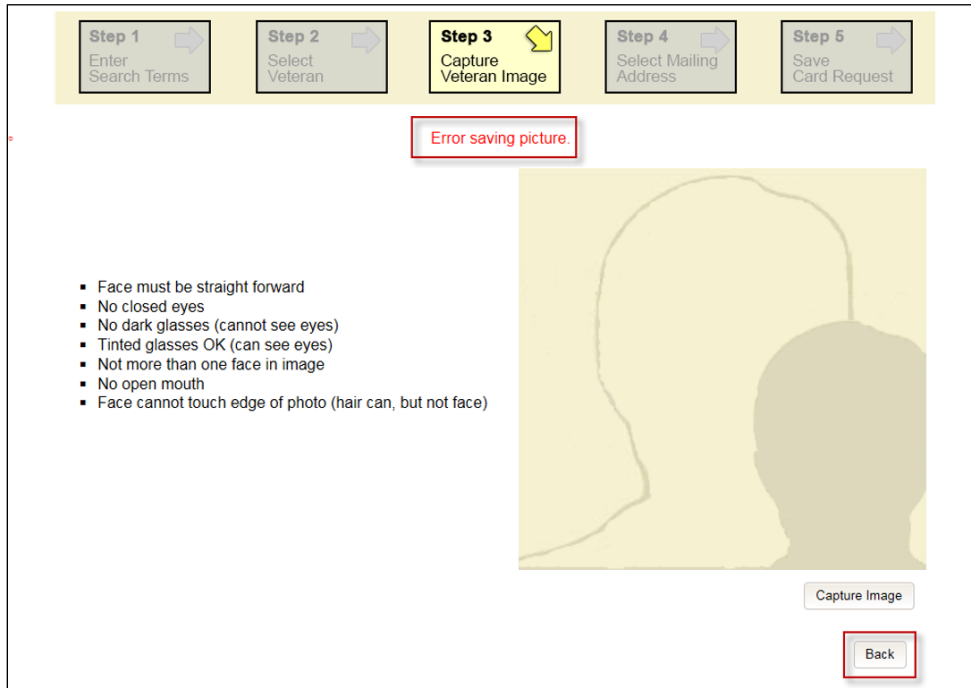 Step 1
Enter
Search Terms
Step 2
Select
Veteran
Step 3
Capture
Veteran Image
Step 4
Select Mailing
Address
Step 5
Save
Card Request
Error saving picture.
▪ Face must be straight forward
▪ No closed eyes
▪ No dark glasses (cannot see eyes)
▪ Tinted glasses OK (can see eyes)
▪ Not more than one face in image
▪ No open mouth
▪ Face cannot touch edge of photo (hair can, but not face)
Capture Image
Back